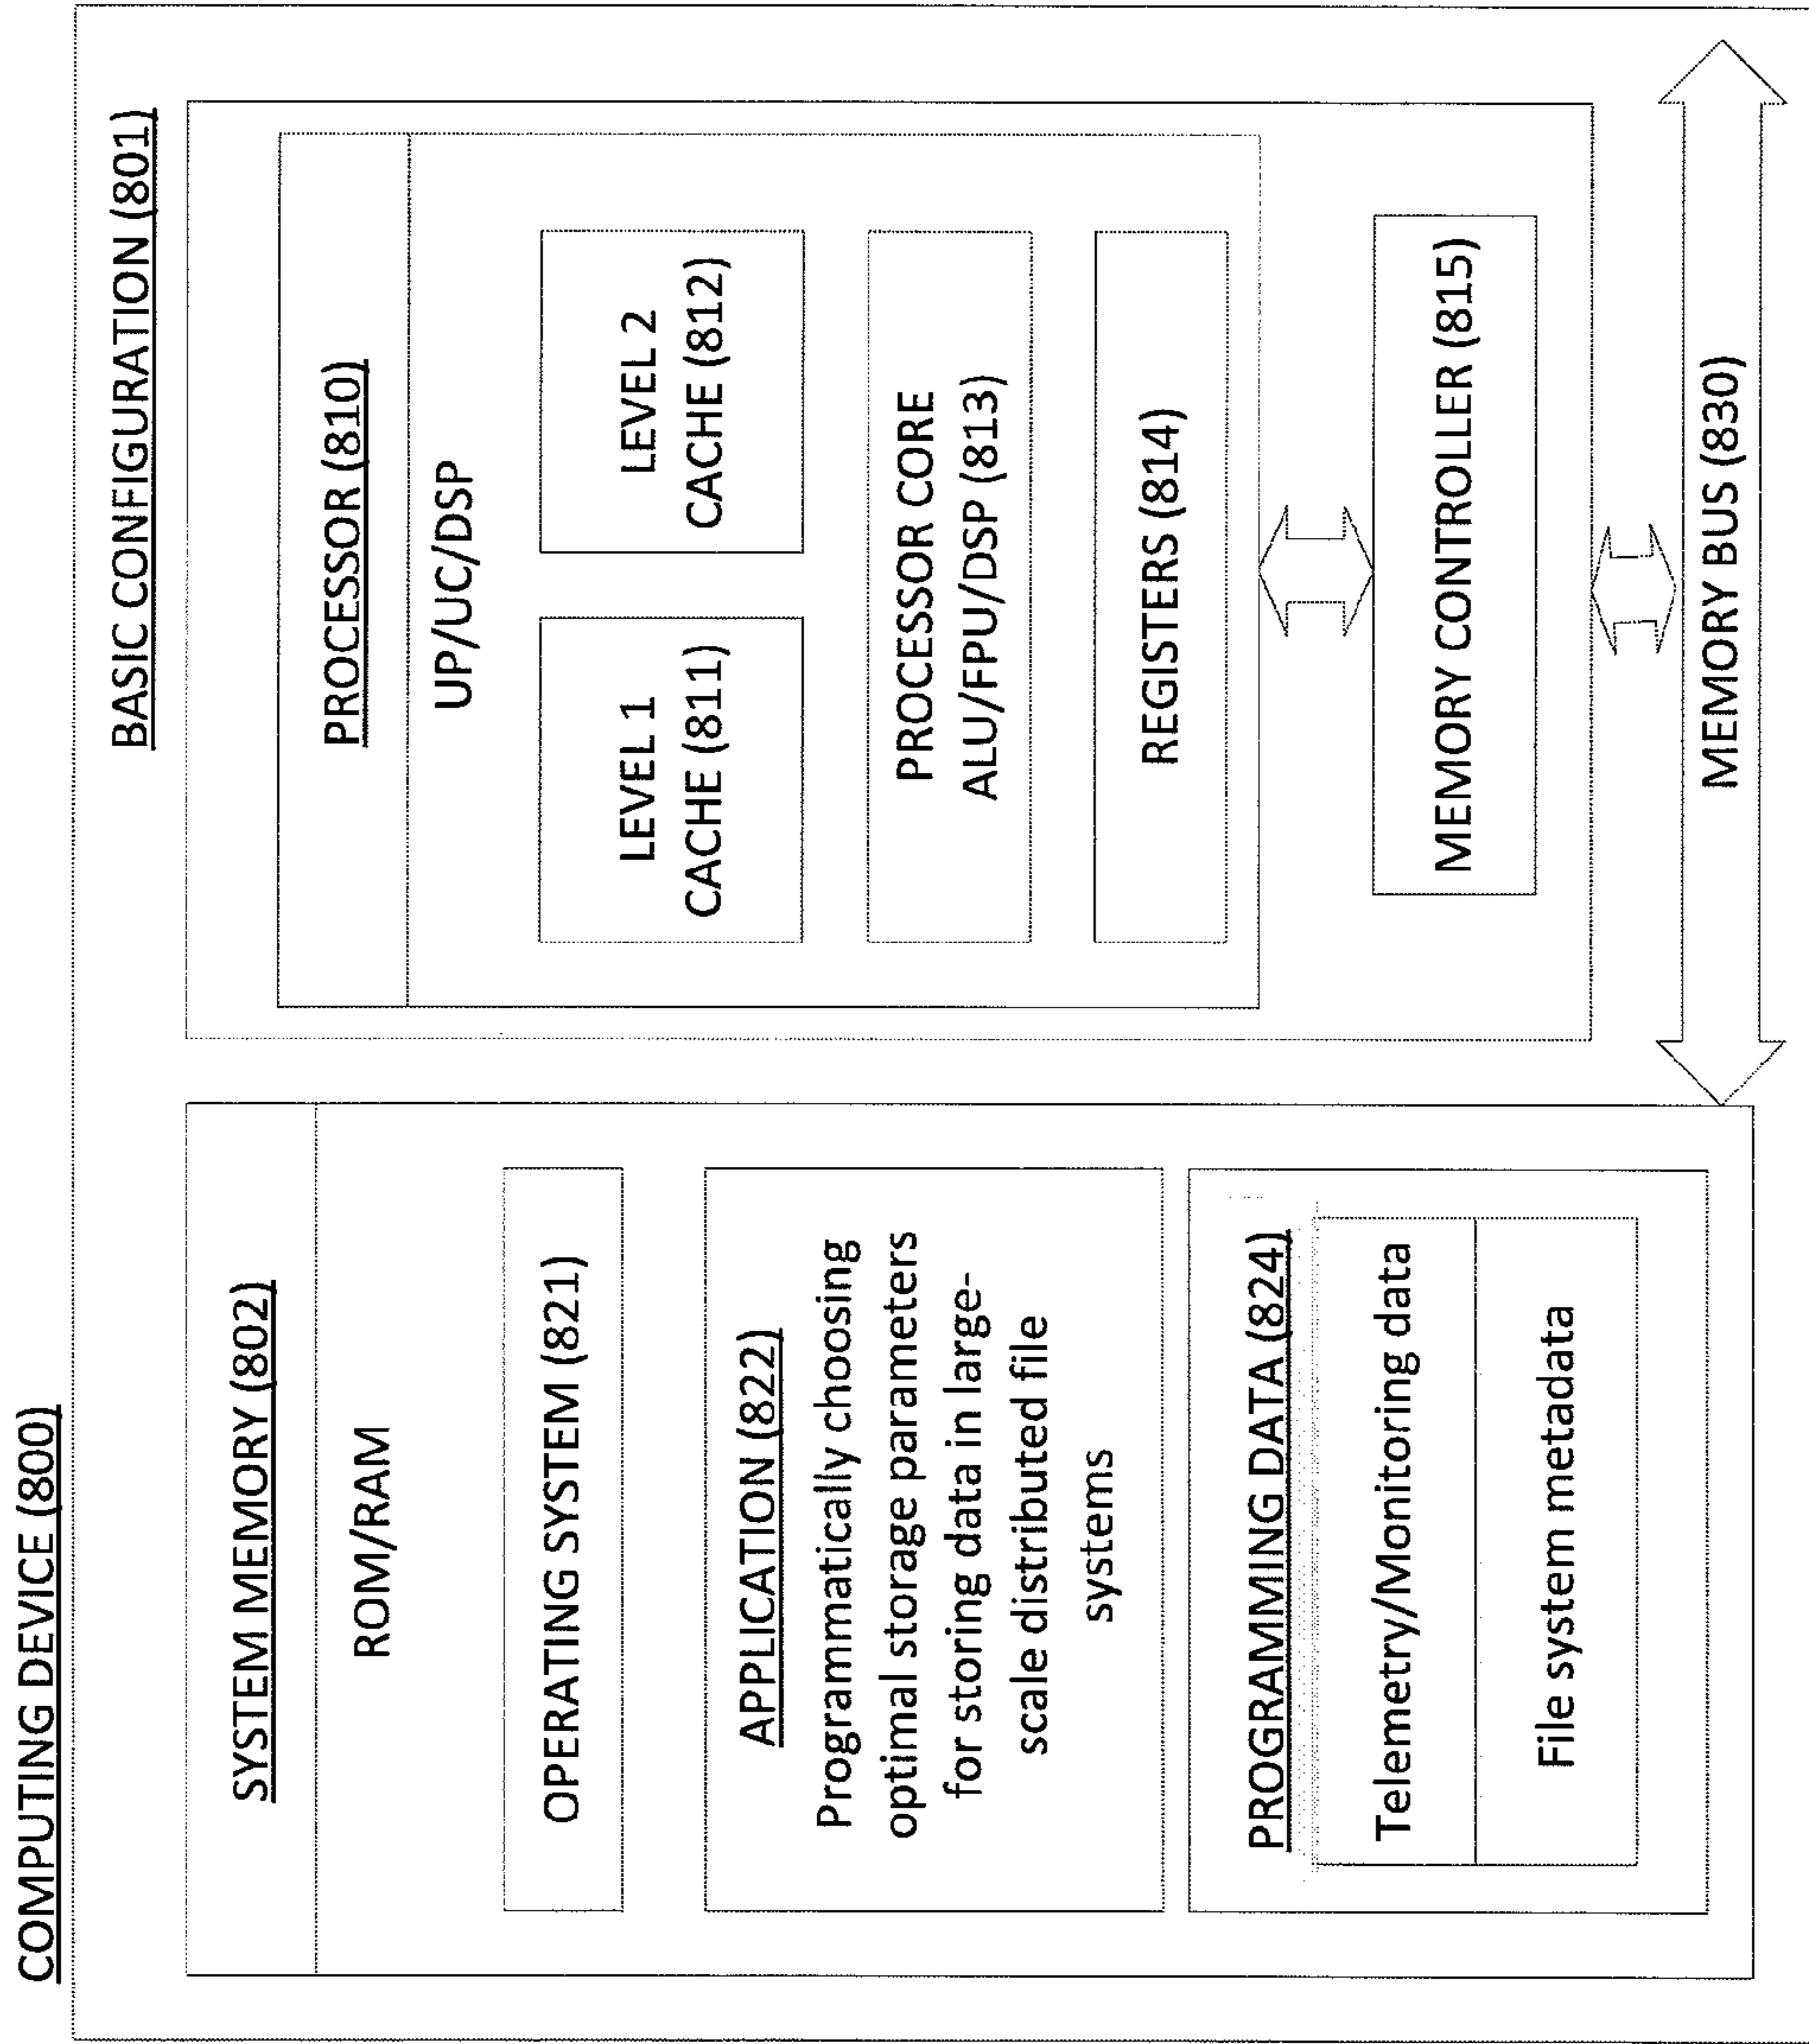 COMPUTING DEVICE (800)
SYSTEM MEMORY (802)
ROM/RAM
OPERATING SYSTEM (821)
APPLICATION (822)
Programmatically choosing
optimal storage parameters
for storing data in large-
scale distributed file
systems
PROGRAMMING DATA (824)
Telemetry/Monitoring data
File system metadata
BASIC CONFIGURATION (801)
PROCESSOR (810)
UP/UC/DSP
LEVEL 1
CACHE (811)
LEVEL 2
CACHE (812)
PROCESSOR CORE
ALU/FPU/DSP (813)
REGISTERS (814)
MEMORY CONTROLLER (815)
MEMORY BUS (830)